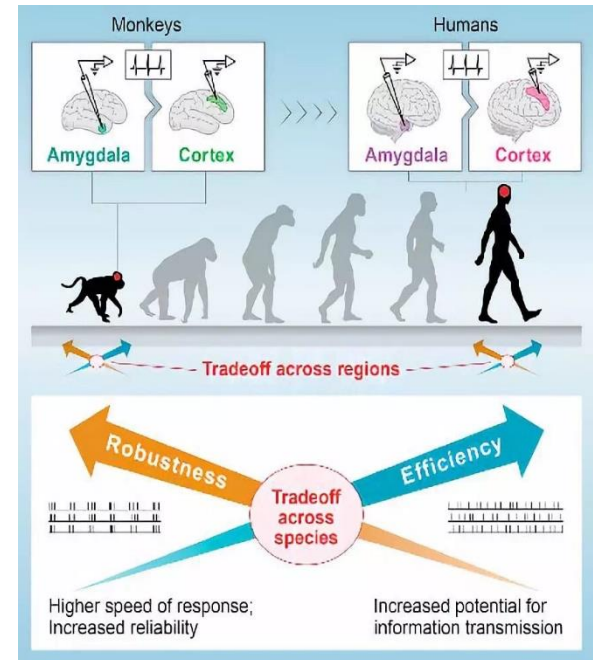 Monkeys
Humans
Amygdala
Cortex
Amygdala
Cortex
Tradeoff across regions
Robustness
Efficiency
Tradeoff
across
species
Higher speed of response;
Increased reliability
Increased potential for
information transmission